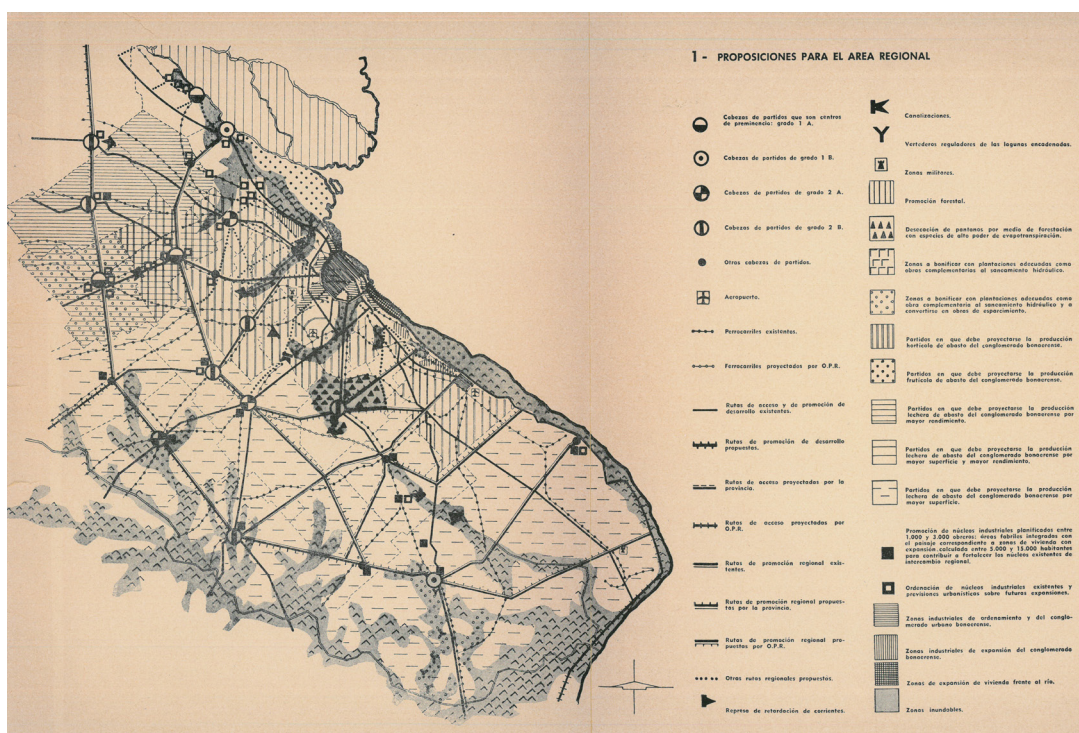 1 - PROPOSICIONES PARA EL AREA REGIONAL
Cabezas de partidos que son centros
de preminencia: grado 1 A.
Cabezas de partidos de grado 1 B.
Cabezas de partidos de grado 2 A.
Cabezas de partidos de grado 2 B.
Otras cabezas de partidos.
Aeropuerto.
Ferrocarriles existentes.
Ferrocarriles proyectados por O.P.R.
Rutas de acceso y de promoción de
desarrollo existentes.
Rutas de promoción de desarrollo
propuestas.
Rutas de acceso proyectadas por la
provincia.
Rutas de acceso proyectadas por
O.P.R.
Rutas de promoción regional exis-
tentes.
Rutas de promoción regional propues-
tas por la provincia.
Rutas de promoción regional pro-
puestas por O.P.R.
Otras rutas regionales propuestas.
Represa de retardación de corrientes.
Canalizaciones.
Vertederos reguladores de las lagunas encadenadas.
Zonas militares.
Promoción forestal.
Desecación de pantanos por medio de forestación
con especies de alto poder de evapotranspiración.
Zonas a bonificar con plantaciones adecuadas como
obras complementarias al saneamiento hidráulico.
Zonas a bonificar con plantaciones adecuadas como
obra complementaria al saneamiento hidráulico y a
convertirse en obras de esparcimiento.
Partidos en que debe proyectarse la producción
hortícola de abasto del conglomerado bonaerense.
Partidos en que debe proyectarse la producción
frutícola de abasto del conglomerado bonaerense.
Partidos en que debe proyectarse la producción
lechera de abasto del conglomerado bonaerense por
mayor rendimiento.
Partidos en que debe proyectarse la producción
lechera de abasto del conglomerado bonaerense por
mayor superficie y mayor rendimiento.
Partidos en que debe proyectarse la producción
lechera de abasto del conglomerado bonaerense por
mayor superficie.
Promoción de núcleos industriales planificados entre
1.000 y 3.000 obreros: áreas fabriles integradas con
el paisaje correspondiente a zonas de vivienda con
expansión calculada entre 5.000 y 15.000 habitantes
para contribuir a fortalecer los núcleos existentes de
intercambio regional.
Ordenación de núcleos industriales existentes y
previsiones urbanísticas sobre futuras expansiones.
Zonas industriales de ordenamiento y del conglo-
merado urbano bonaerense.
Zonas industriales de expansión del conglomerado
bonaerense.
Zonas de expansión de vivienda frente al río.
Zonas inundables.